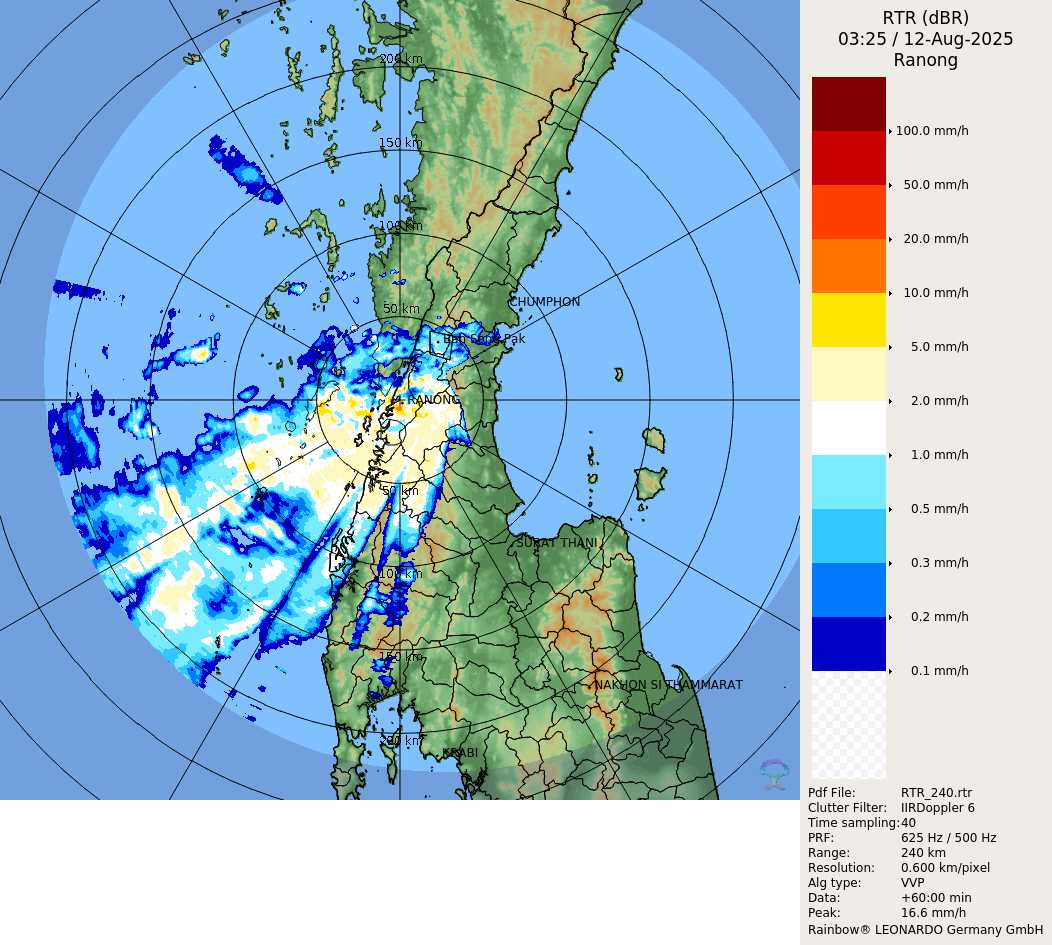 200 km
150 km
100 km
CHUMPHON
50 km
Ban Song Pak
RANONG
50 km
SURAT THANI
100 km
150 km
NAKHON SI THAMMARAT
200 km
KRABI
RTR (dBR)
03:25 / 12-Aug-2025
Ranong
100.0 mm/h
50.0 mm/h
20.0 mm/h
10.0 mm/h
5.0 mm/h
2.0 mm/h
1.0 mm/h
0.5 mm/h
0.3 mm/h
0.2 mm/h
0.1 mm/h
Pdf File: RTR_240.rtr
Clutter Filter: IIRDoppler 6
Time sampling:40
PRF: 625 Hz / 500 Hz
Range: 240 km
Resolution: 0.600 km/pixel
Alg type: VVP
Data: +60:00 min
Peak: 16.6 mm/h
Rainbow® LEONARDO Germany GmbH